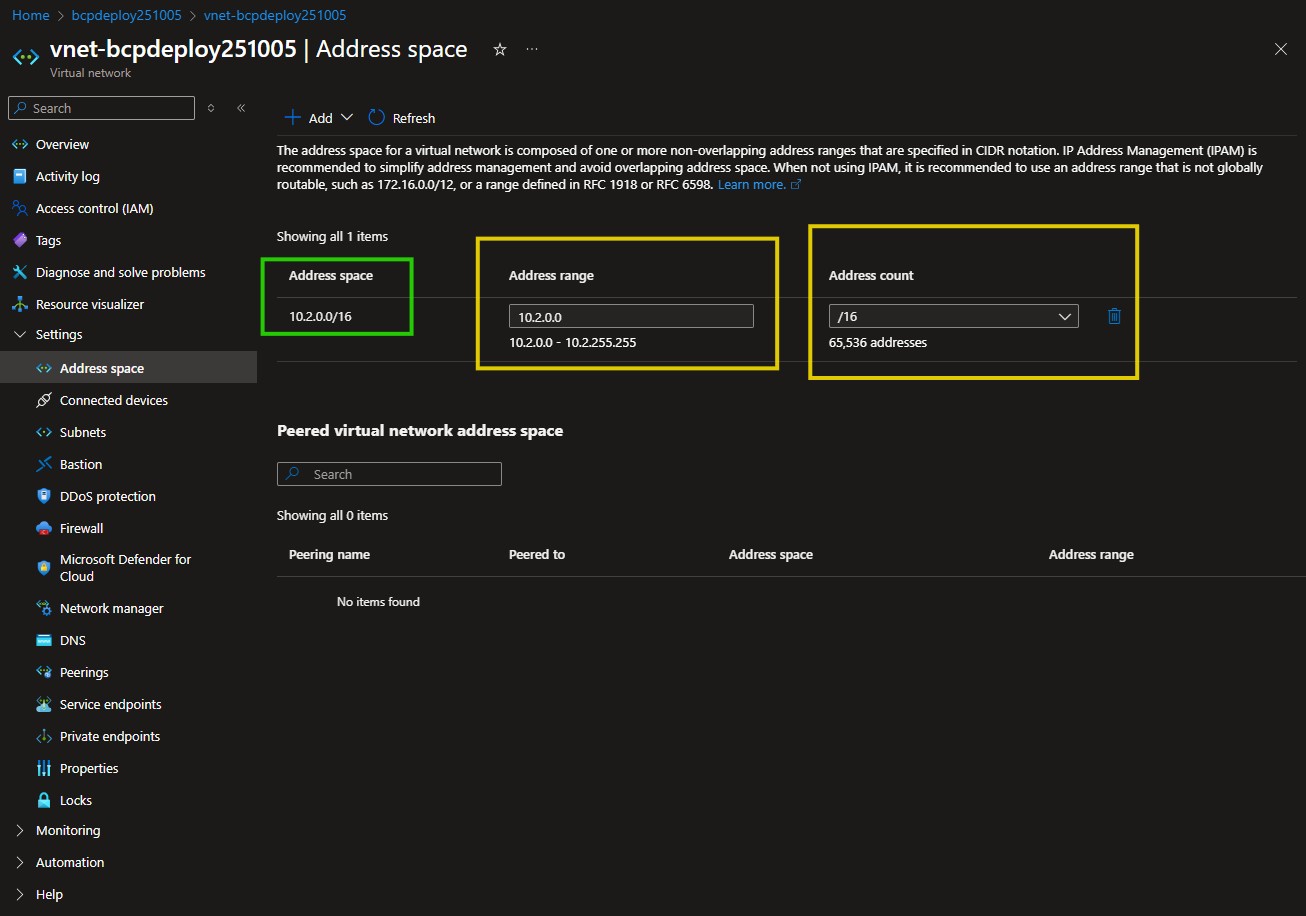 Home > bcpdeploy251005 > vnet-bcpdeploy251005
vnet-bcpdeploy251005 | Address space
Virtual network
Search
Overview
Activity log
Access control (IAM)
Tags
Diagnose and solve problems
Resource visualizer
Settings
Address space
Connected devices
Subnets
Bastion
DDoS protection
Firewall
Microsoft Defender for
Cloud
Network manager
DNS
Peerings
Service endpoints
Private endpoints
Properties
Locks
Monitoring
Automation
Help
Add Refresh
The address space for a virtual network is composed of one or more non-overlapping address ranges that are specified in CIDR notation. IP Address Management (IPAM) is
recommended to simplify address management and avoid overlapping address space. When not using IPAM, it is recommended to use an address range that is not globally
routable, such as 172.16.0.0/12, or a range defined in RFC 1918 or RFC 6598. Learn more.
Showing all 1 items
Address space Address range Address count
10.2.0.0/16 10.2.0.0 /16
10.2.0.0 - 10.2.255.255 65,536 addresses
Peered virtual network address space
Search
Showing all 0 items
Peering name Peered to Address space Address range
No items found